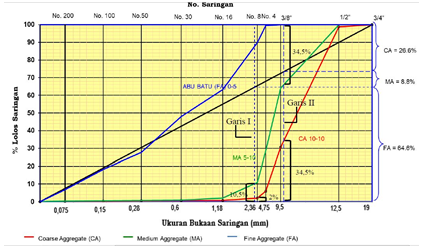 No. Saringan
No. 200
No. 100
No.50
No. 30
No. 16
No. 8
No. 4
3/8"
1/2"
3/4"
100
90
80
70
60
50
40
30
20
10
0
% Lolos Saringan
34,5%
ABU BATU (FA) 0-5
Garis I
Garis II
CA 10-10
MA 5-10
34,5%
10,5%
2%
CA = 26.6%
MA = 8.8%
FA = 64.6%
0,075
0,15
0,28
0,6
1,18
2,36
4,75
9,5
12,5
19
Ukuran Bukaan Saringan (mm)
Coarse Aggregate (CA)
Medium Aggregate (MA)
Fine Aggregate (FA)